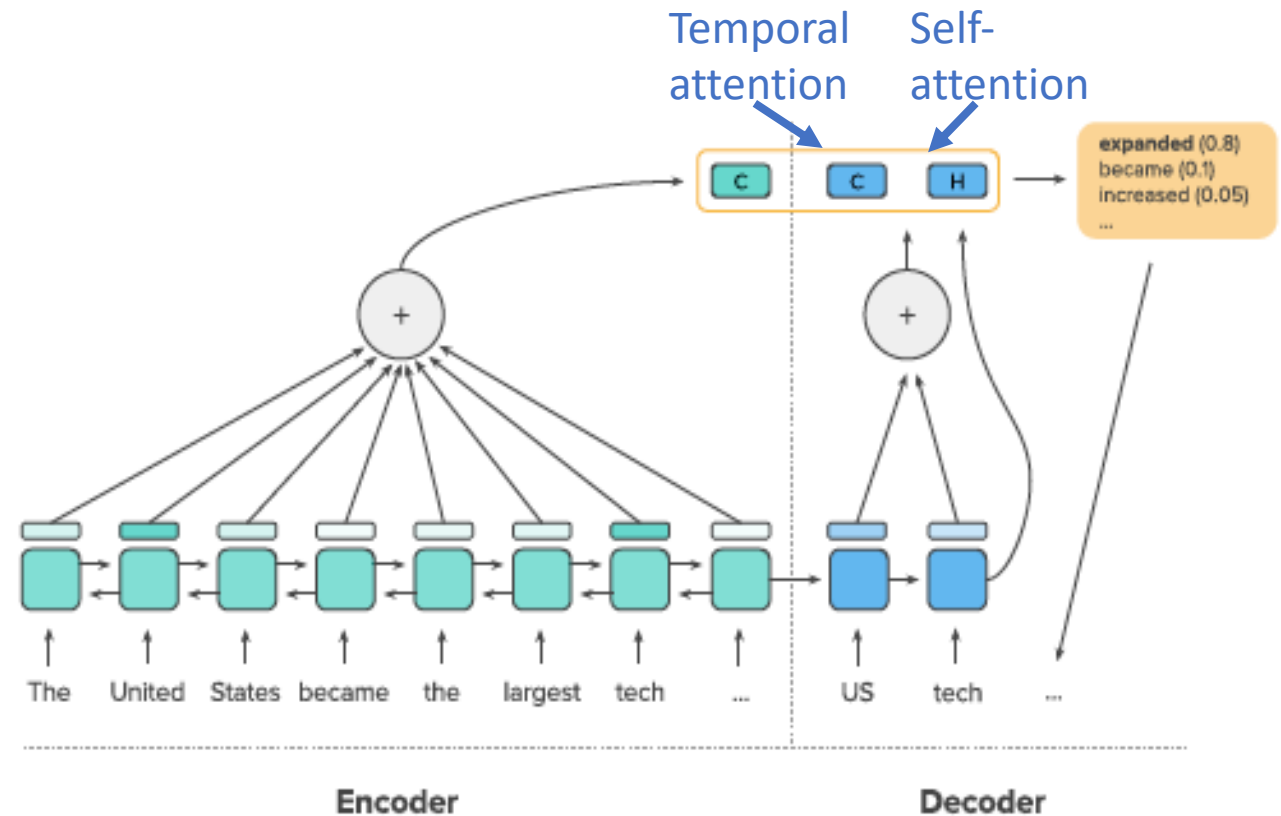 Temporal
attention
Self-
attention
C
C
H
expanded (0.8)
became (0.1)
increased (0.05)
...
+
+
The United States became the largest tech ...
US tech ...
Encoder
Decoder